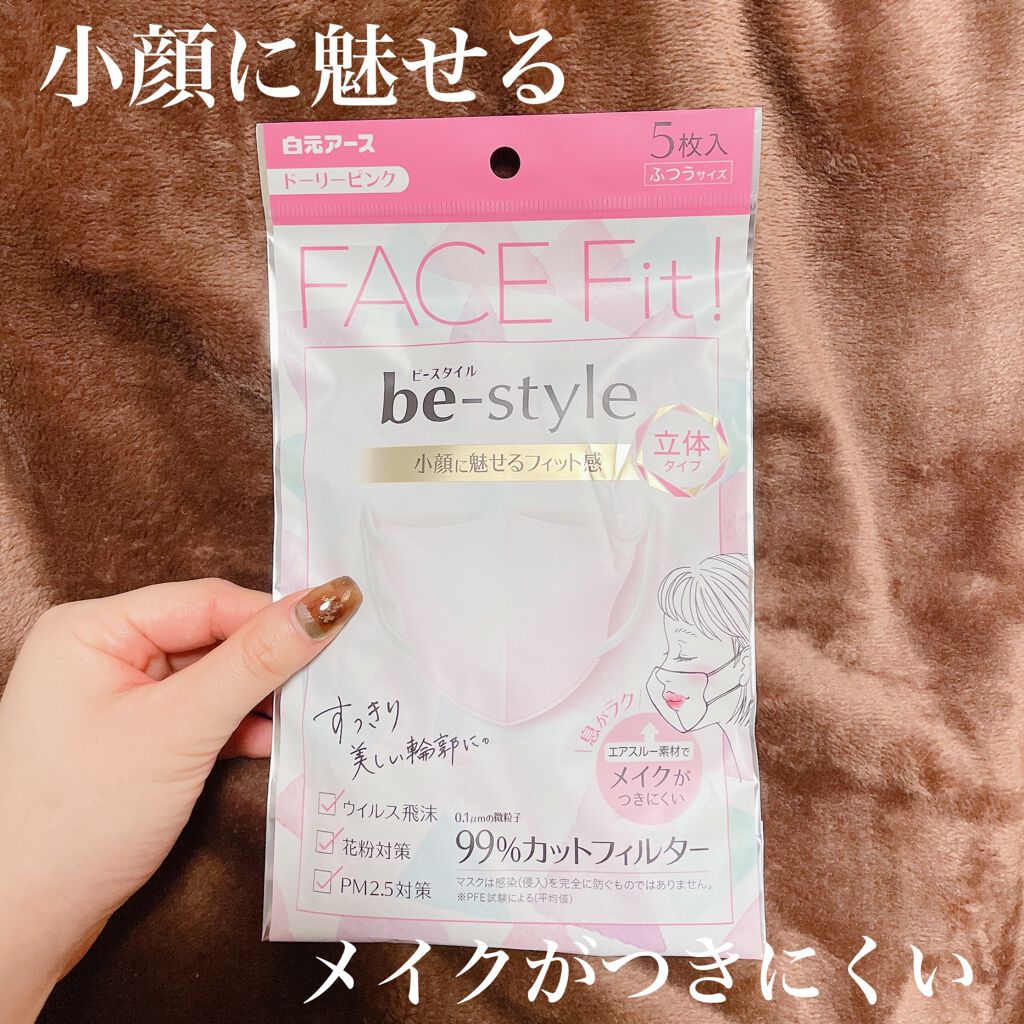 小顔に魅せる
白元アース
ドーリーピンク
5枚入
ふつうサイズ
FACE Fit!
ビースタイル
be-style
小顔に魅せるフィット感
立体
タイプ
すっきり
美しい輪郭に。
息がラク
エアスルー素材で
メイクが
つきにくい
ウイルス飛沫
花粉対策
PM2.5対策
0.1μmの微粒子
99%カットフィルター
マスクは感染(侵入)を完全に防ぐものではありません。
※PFE試験による(平均値)
メイクがつきにくい